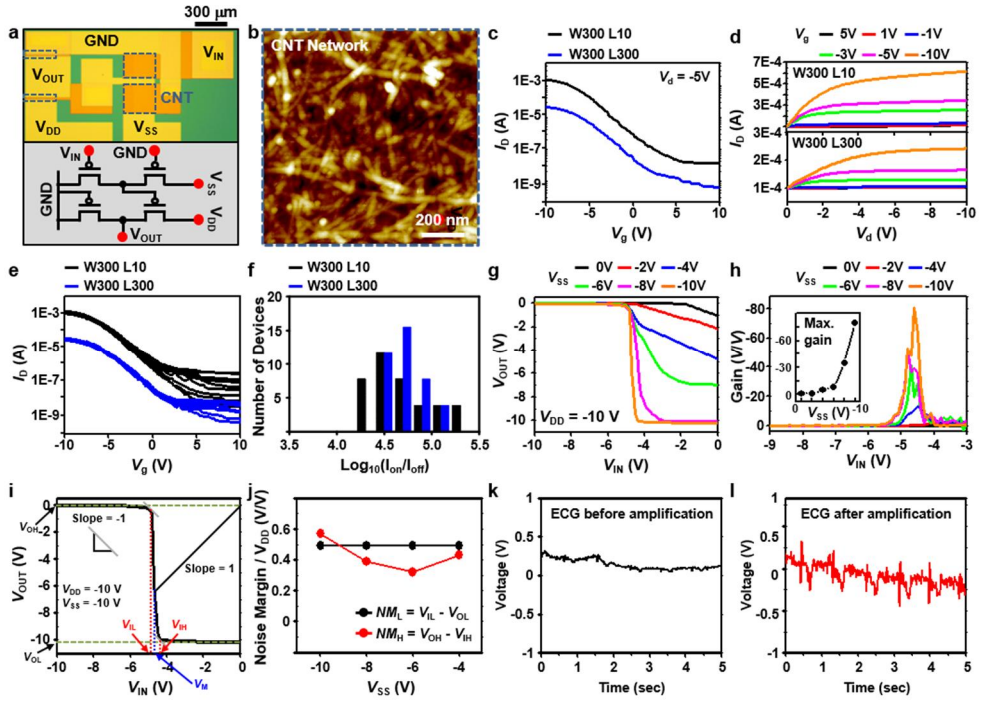 300 μm
a
GND
V_IN
V_OUT
CNT
V_DD
V_SS
V_IN
GND
GND
V_SS
V_DD
V_OUT
b
CNT Network
200 nm
c
W300 L10
W300 L300
V_d = -5V
I_D (A)
1E-3
1E-5
1E-7
1E-9
-10 -5 0 5 10
V_g (V)
d
V_g 5V 1V -1V
-3V -5V -10V
W300 L10
7E-4
5E-4
3E-4
I_D (A)
3E-4
W300 L300
2E-4
1E-4
0 -2 -4 -6 -8 -10
V_d (V)
e
W300 L10
W300 L300
I_D (A)
1E-3
1E-5
1E-7
1E-9
-10 -5 0 5 10
V_g (V)
f
W300 L10
W300 L300
Number of Devices
20
16
12
8
4
3.5 4.0 4.5 5.0 5.5
Log10(Ion/Ioff)
g
0V -2V -4V
V_SS -6V -8V -10V
V_OUT (V)
0
-2
-4
-6
-8
-10
V_DD = -10 V
-10 -8 -6 -4 -2 0
V_IN (V)
h
0V -2V -4V
V_SS -6V -8V -10V
Gain (V/V)
-80
-60
-40
-20
0
Max.
gain
-60
-30
0
0 V_SS (V) -10
-9 -8 -7 -6 -5 -4 -3
V_IN (V)
i
V_OH
Slope = -1
Slope = 1
V_DD = -10 V
V_SS = -10 V
V_OUT (V)
0
-2
-4
-6
-8
-10
V_IL
V_IH
V_OL
-10 -8 -6 -4 -2 0
V_IN (V)
V_M
j
Noise Margin / V_DD (V/V)
0.6
0.4
0.2
0
NM_L = V_IL - V_OL
NM_H = V_OH - V_IH
-10 -8 -6 -4
V_SS (V)
k
ECG before amplification
Voltage (V)
1
0.5
0
-0.5
-1
0 1 2 3 4 5
Time (sec)
l
ECG after amplification
Voltage (V)
1
0.5
0
-0.5
-1
0 1 2 3 4 5
Time (sec)